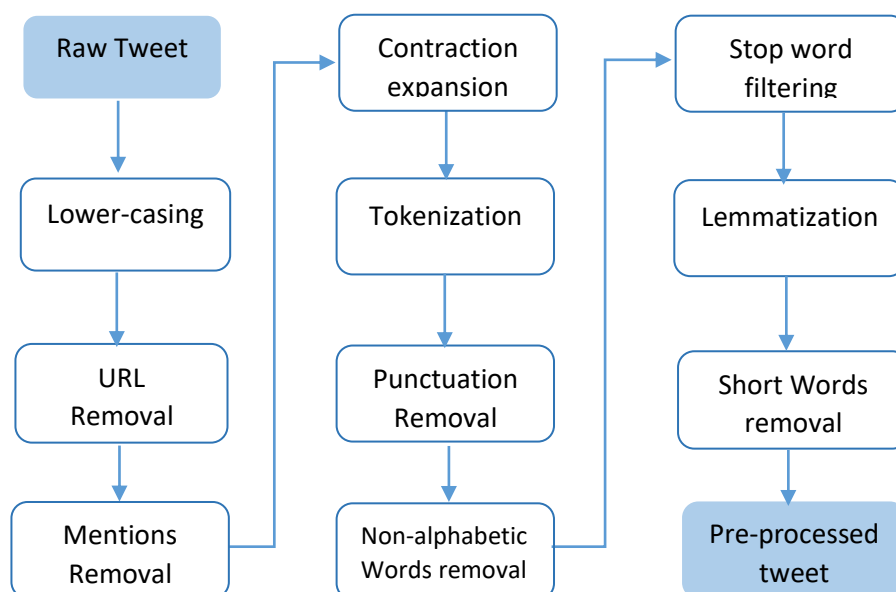 Raw Tweet
Lower-casing
URL
Removal
Mentions
Removal
Contraction
expansion
Tokenization
Punctuation
Removal
Non-alphabetic
Words removal
Stop word
filtering
Lemmatization
Short Words
removal
Pre-processed
tweet